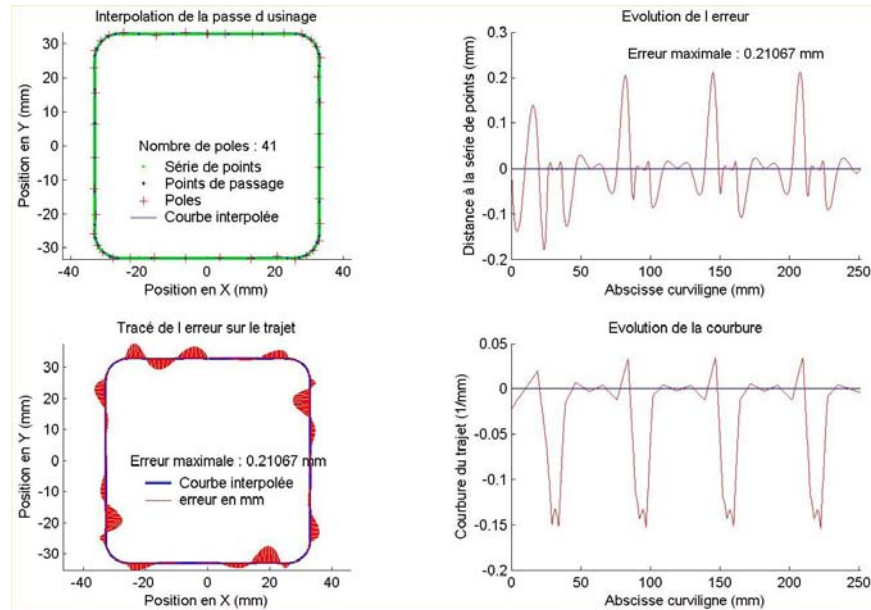 Interpolation de la passe d usinage
30
20
10
0
-10
-20
-30
Position en Y (mm)
Nombre de poles : 41
Série de points
Points de passage
Poles
Courbe interpolée
-40
-20
0
20
40
Position en X (mm)
Evolution de l erreur
Erreur maximale : 0.21067 mm
0.3
0.2
0.1
0
-0.1
-0.2
Distance à la série de points (mm)
0
50
100
150
200
250
Abscisse curviligne (mm)
Tracé de l erreur sur le trajet
30
20
10
0
-10
-20
-30
Position en Y (mm)
Erreur maximale : 0.21067 mm
Courbe interpolée
erreur en mm
-40
-20
0
20
40
Position en X (mm)
Evolution de la courbure
0.05
0
-0.05
-0.1
-0.15
-0.2
Courbure du trajet (1/mm)
0
50
100
150
200
250
Abscisse curviligne (mm)